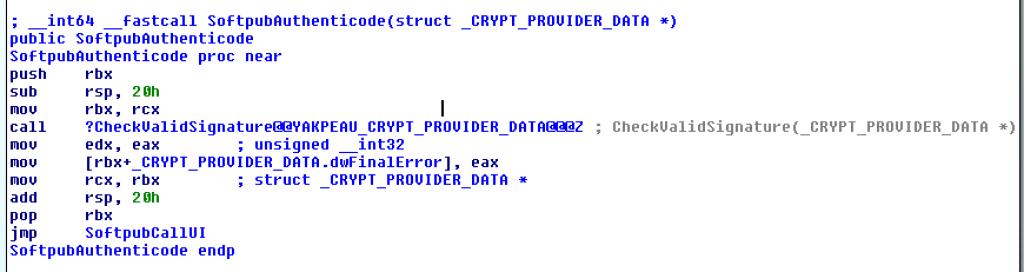 ; __int64 __fastcall SoftpubAuthenticode(struct _CRYPT_PROVIDER_DATA *)
public SoftpubAuthenticode
SoftpubAuthenticode proc near
push rbx
sub rsp, 20h
mov rbx, rcx
call ?CheckValidSignature@@YAKPEAU_CRYPT_PROVIDER_DATA@@@Z ; CheckValidSignature(_CRYPT_PROVIDER_DATA *)
mov edx, eax ; unsigned __int32
mov [rbx+_CRYPT_PROVIDER_DATA.dwFinalError], eax
mov rcx, rbx ; struct _CRYPT_PROVIDER_DATA *
add rsp, 20h
pop rbx
jmp SoftpubCallUI
SoftpubAuthenticode endp